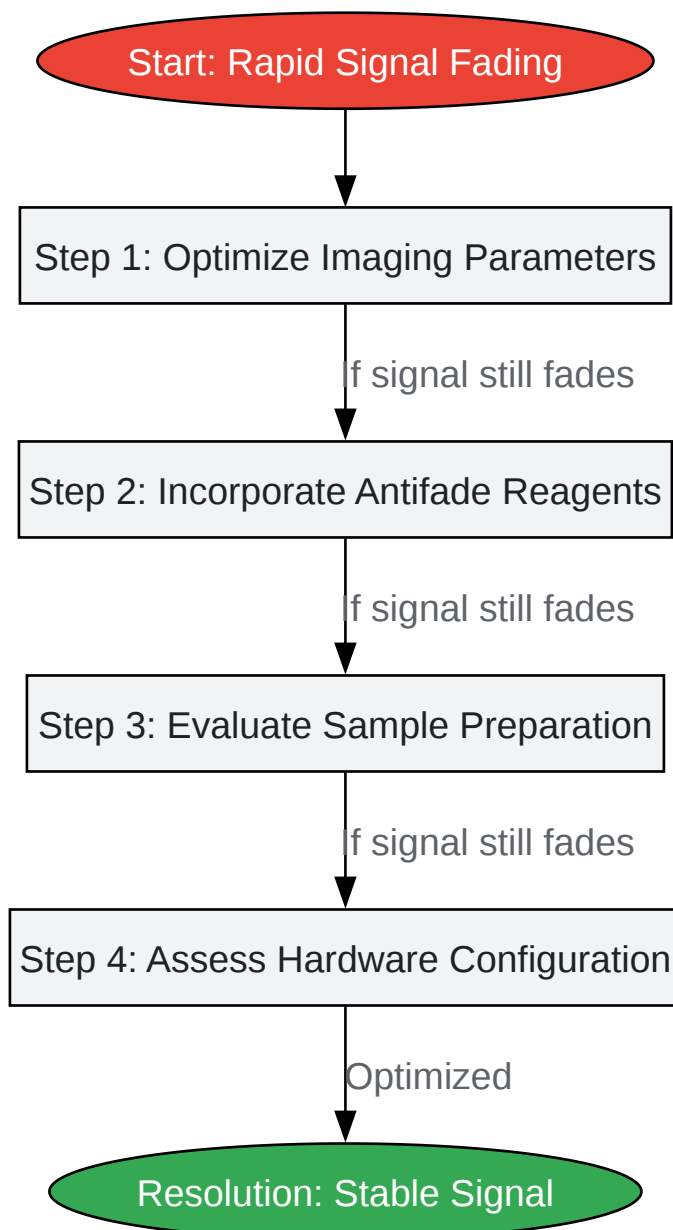 Start: Rapid Signal Fading
Step 1: Optimize Imaging Parameters
If signal still fades
Step 2: Incorporate Antifade Reagents
If signal still fades
Step 3: Evaluate Sample Preparation
If signal still fades
Step 4: Assess Hardware Configuration
Optimized
Resolution: Stable Signal